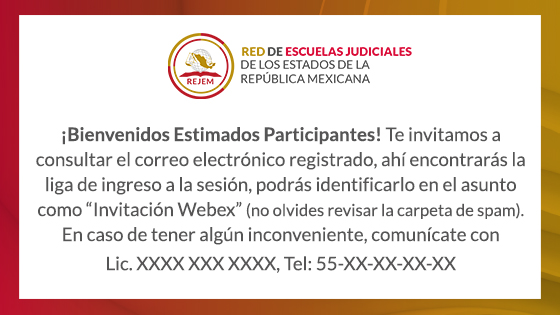 RED DE ESCUELAS JUDICIALES
DE LOS ESTADOS DE LA
REPÚBLICA MEXICANA
REJEM
¡Bienvenidos Estimados Participantes! Te invitamos a
consultar el correo electrónico registrado, ahí encontrarás la
liga de ingreso a la sesión, podrás identificarlo en el asunto
como “Invitación Webex” (no olvides revisar la carpeta de spam).
En caso de tener algún inconveniente, comunícate con
Lic. XXXX XXX XXXX, Tel: 55-XX-XX-XX-XX